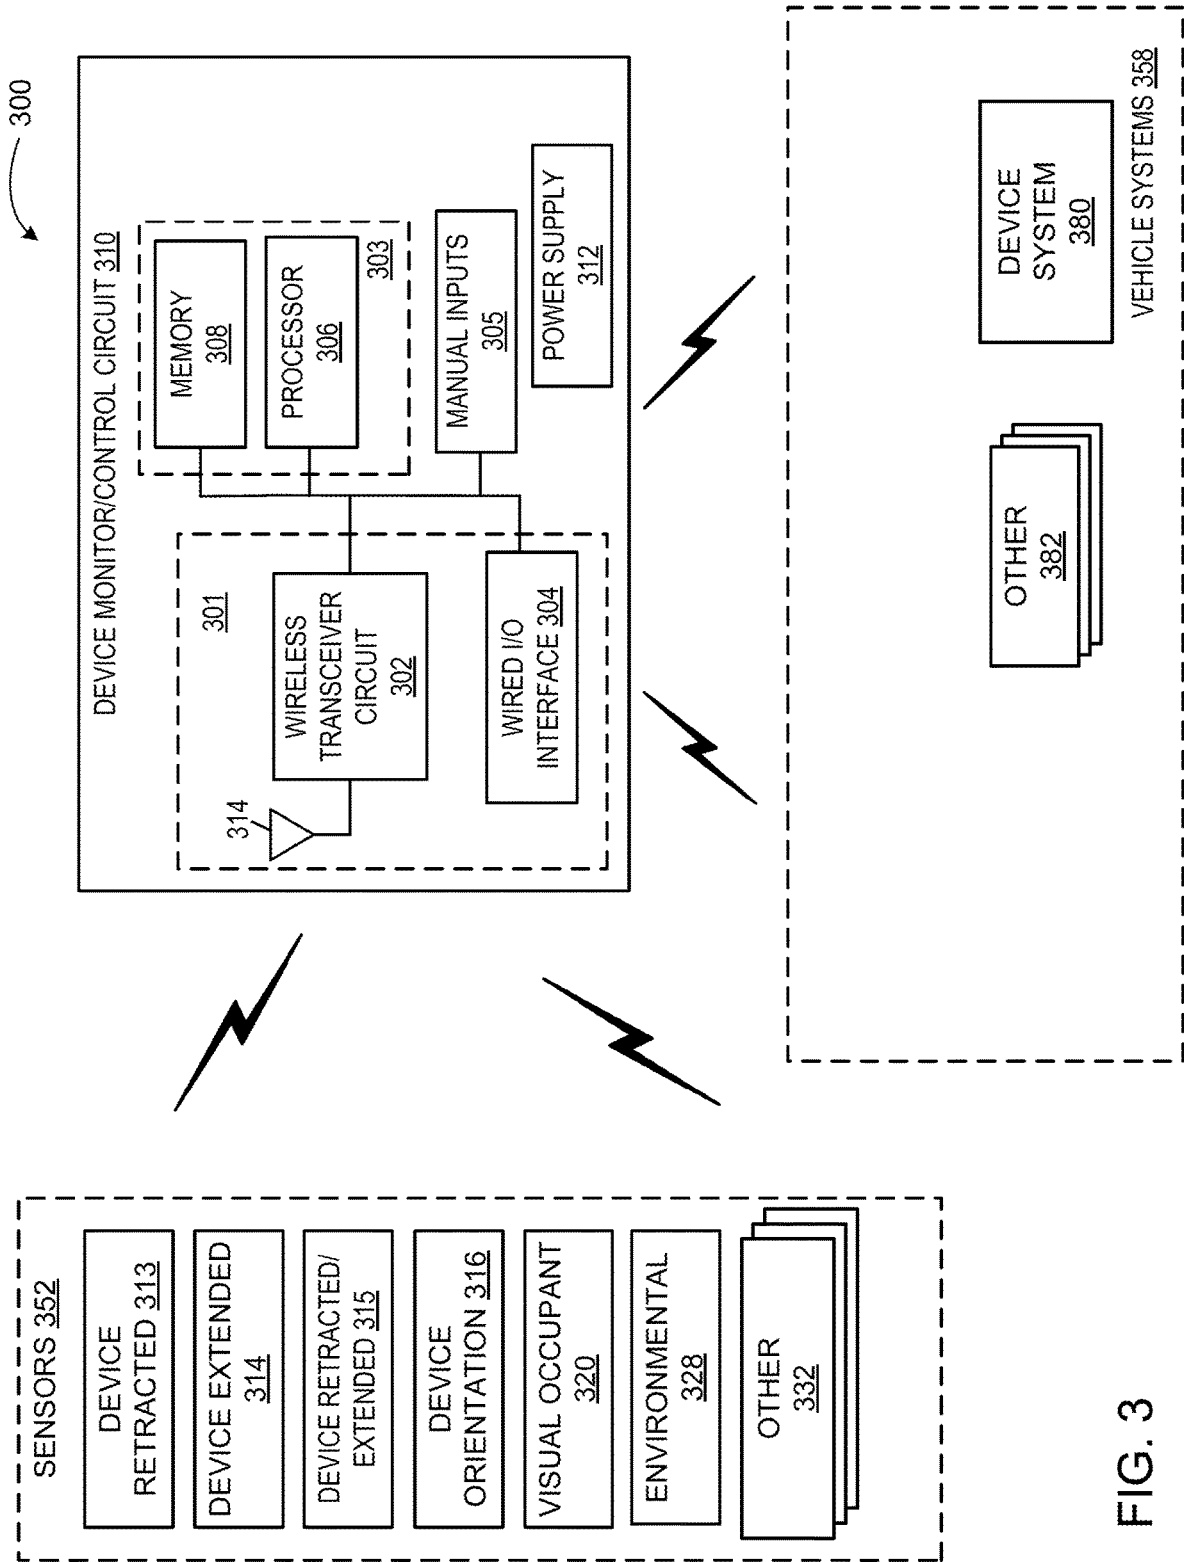 300
DEVICE MONITOR/CONTROL CIRCUIT 310
301
314
WIRELESS
TRANSCEIVER
CIRCUIT
302
WIRED I/O
INTERFACE 304
MEMORY
308
PROCESSOR
306
303
MANUAL INPUTS
305
POWER SUPPLY
312
SENSORS 352
DEVICE
RETRACTED 313
DEVICE EXTENDED
314
DEVICE RETRACTED/
EXTENDED 315
DEVICE
ORIENTATION 316
VISUAL OCCUPANT
320
ENVIRONMENTAL
328
OTHER
332
OTHER
382
DEVICE
SYSTEM
380
VEHICLE SYSTEMS 358
FIG. 3